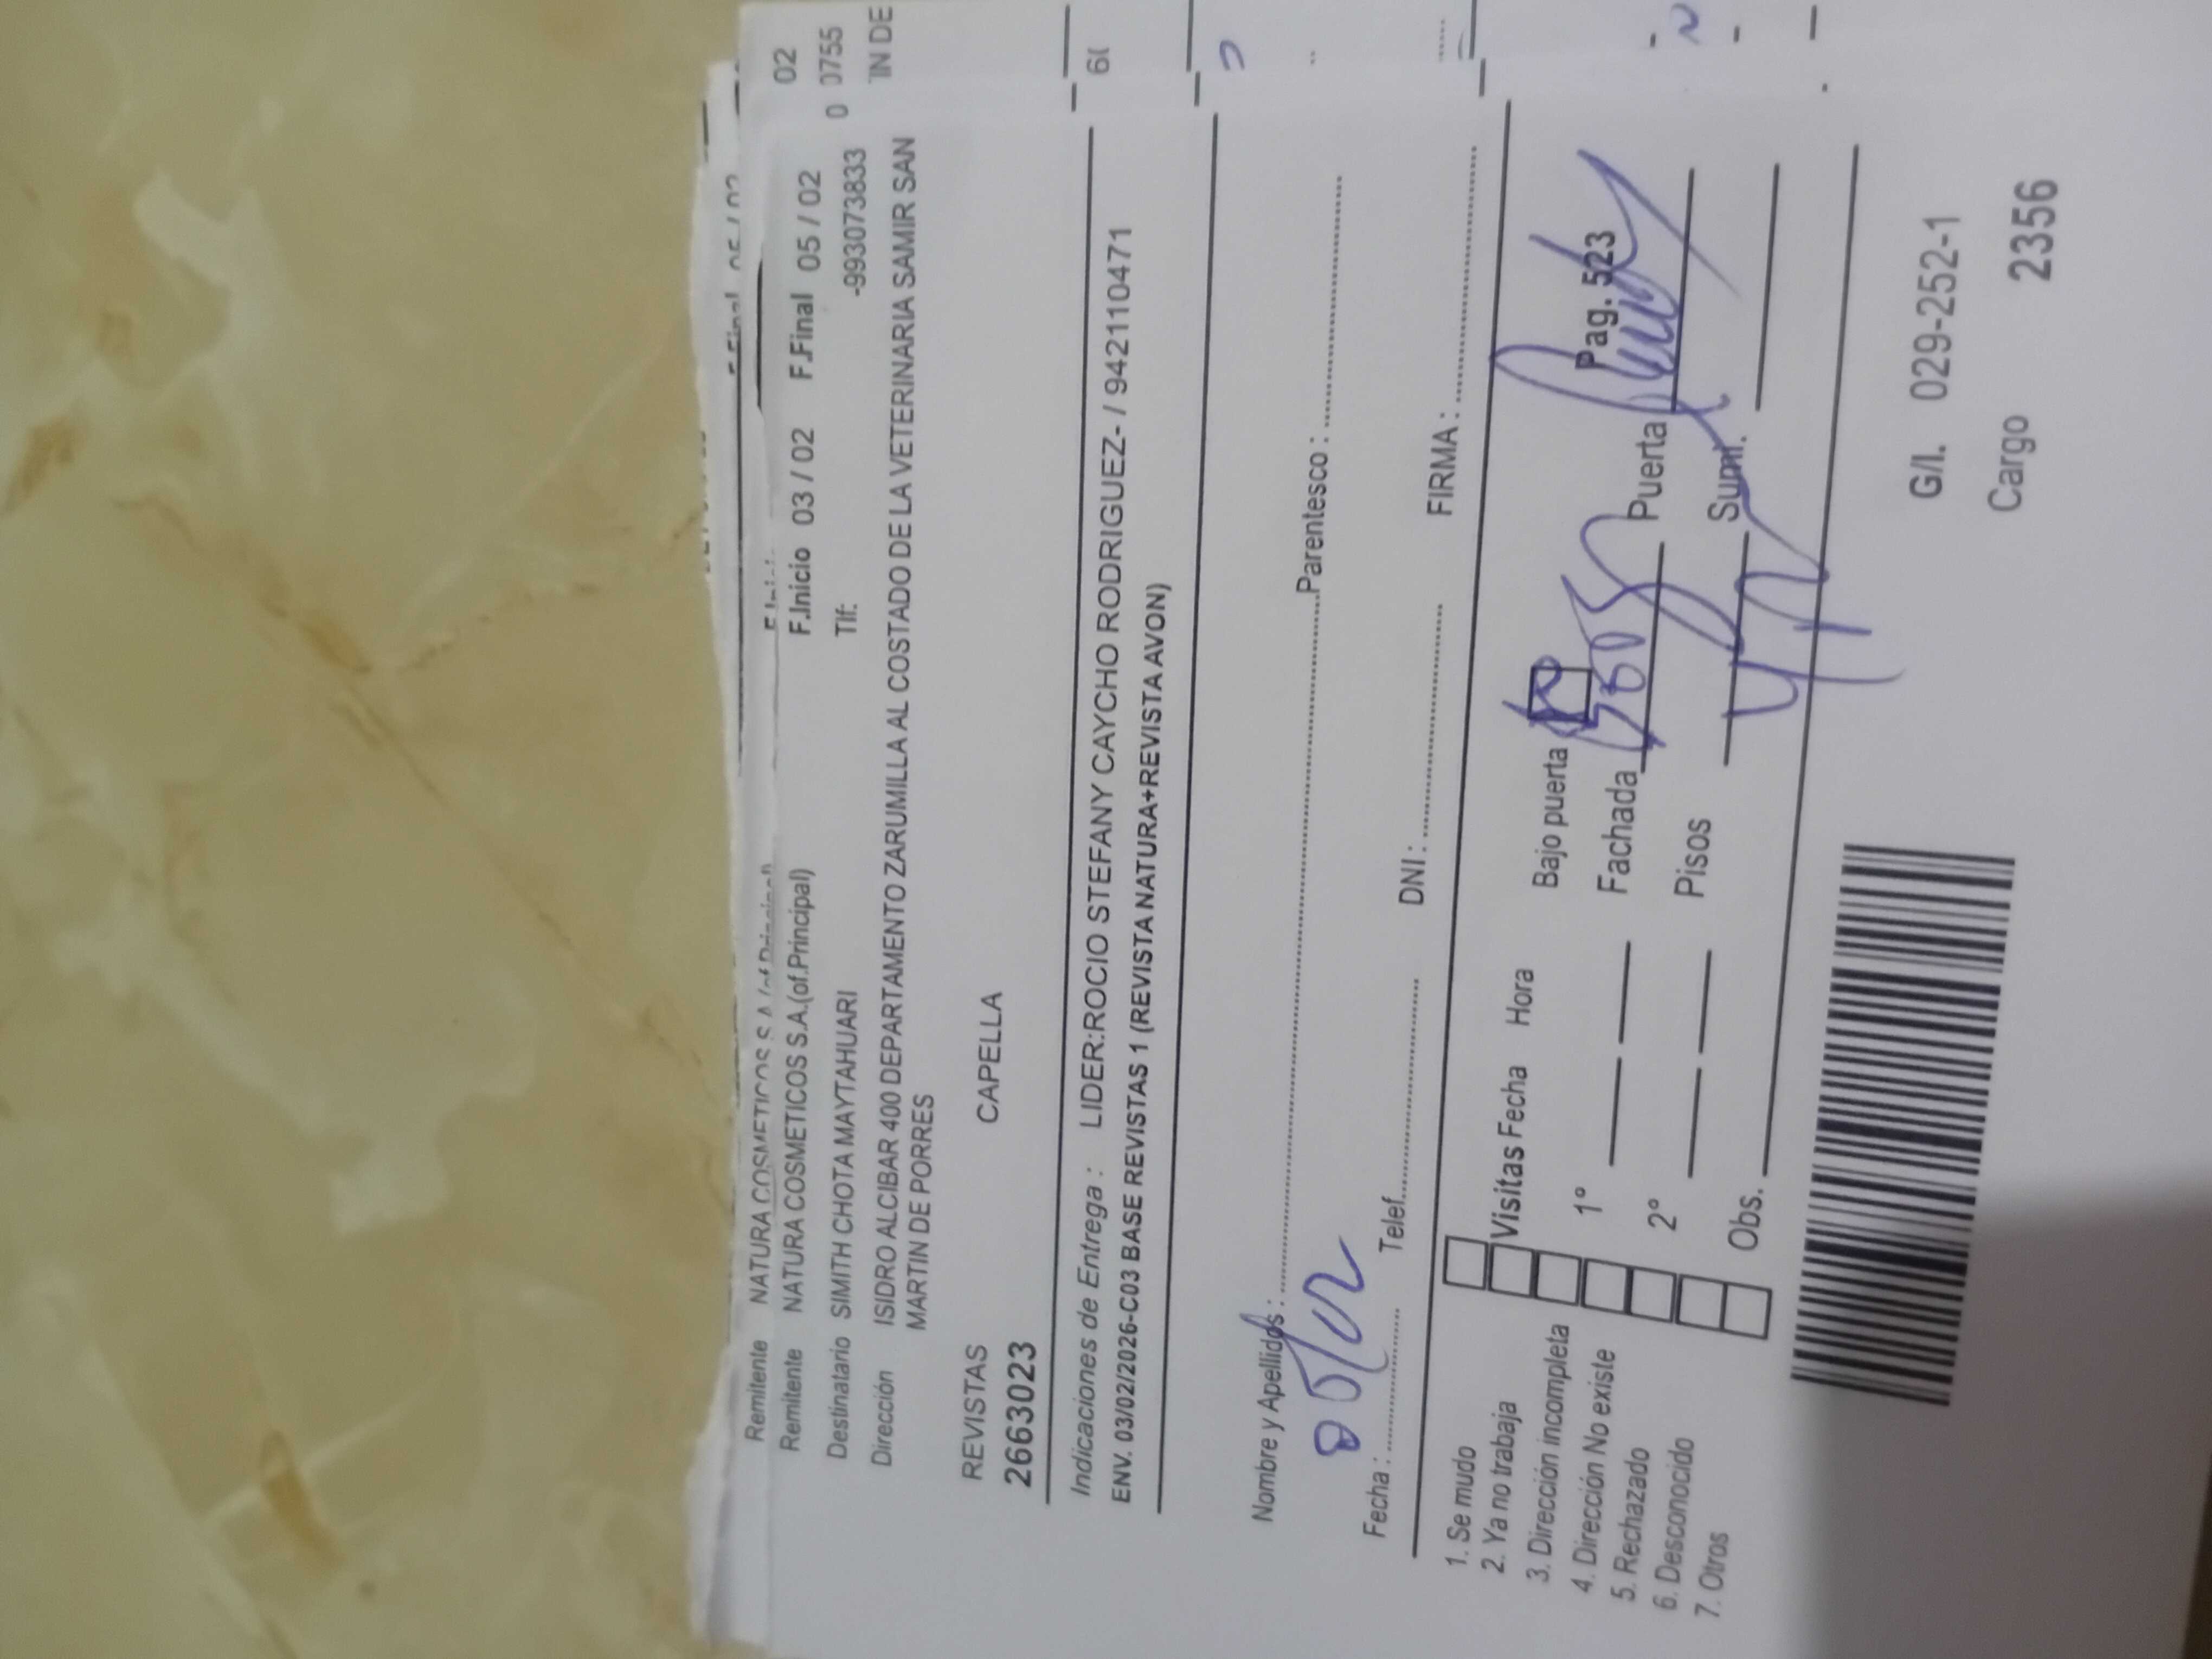 Remitente NATURA COSMETICOS S.A.
Remitente NATURA COSMETICOS S.A.(of.Principal) F.Inicio 03 / 02 F.Final 05 / 02
Destinatario SIMITH CHOTA MAYTAHUARI Tlf: -993073833
Dirección ISIDRO ALCIBAR 400 DEPARTAMENTO ZARUMILLA AL COSTADO DE LA VETERINARIA SAMIR SAN
MARTIN DE PORRES
REVISTAS CAPELLA
2663023
Indicaciones de Entrega : LIDER:ROCIO STEFANY CAYCHO RODRIGUEZ- / 942110471
ENV. 03/02/2026-C03 BASE REVISTAS 1 (REVISTA NATURA+REVISTA AVON)
Nombre y Apellidos : Parentesco :
Fecha : Telef. DNI : FIRMA :
1. Se mudo
2. Ya no trabaja
3. Dirección incompleta
4. Dirección No existe
5. Rechazado
6. Desconocido
7. Otros
Visitas Fecha Hora Bajo puerta
1° Fachada Puerta
2° Pisos Sumi.
Obs.
Pag. 523
G/I. 029-252-1
Cargo 2356
02
0755
IN DE